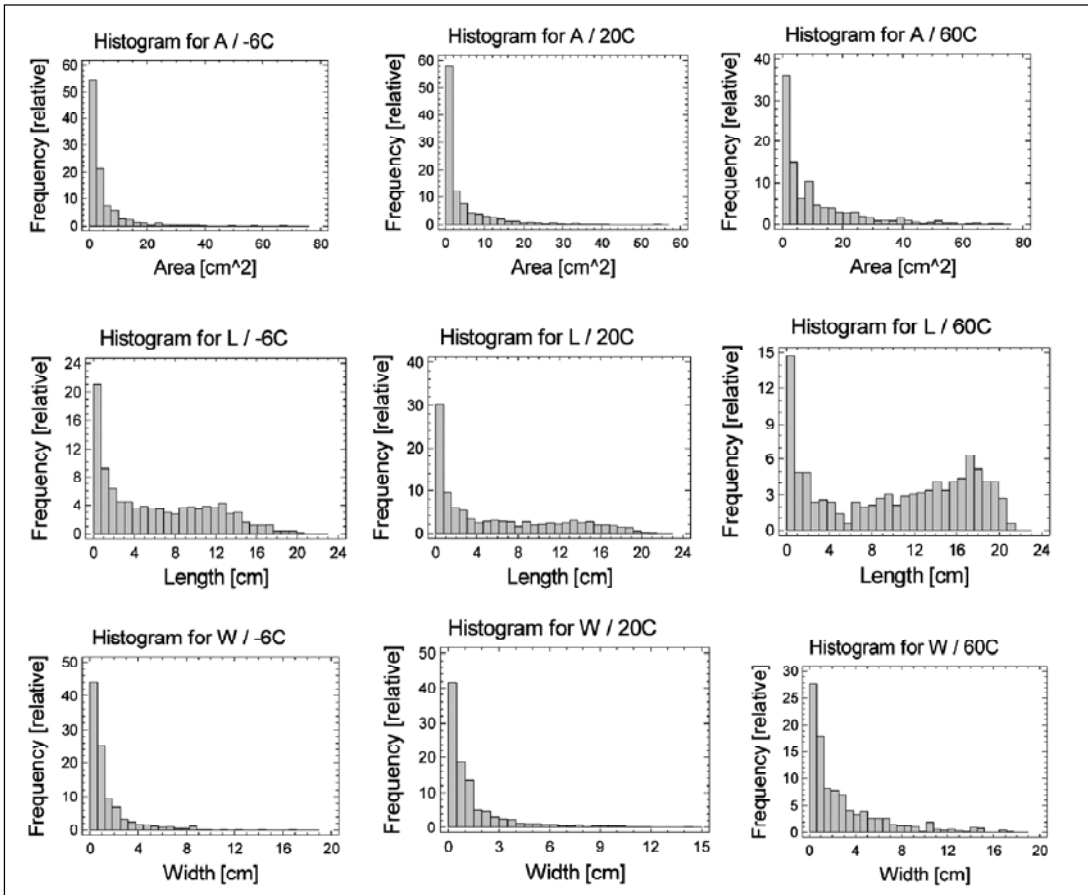 Histogram for A / -6C
Frequency [relative]
60
50
40
30
20
10
0
0 20 40 60 80
Area [cm^2]
Histogram for A / 20C
Frequency [relative]
60
50
40
30
20
10
0
0 10 20 30 40 50 60
Area [cm^2]
Histogram for A / 60C
Frequency [relative]
40
30
20
10
0
0 20 40 60 80
Area [cm^2]
Histogram for L / -6C
Frequency [relative]
24
20
16
12
8
4
0
0 4 8 12 16 20 24
Length [cm]
Histogram for L / 20C
Frequency [relative]
40
30
20
10
0
0 4 8 12 16 20 24
Length [cm]
Histogram for L / 60C
Frequency [relative]
15
12
9
6
3
0
0 4 8 12 16 20 24
Length [cm]
Histogram for W / -6C
Frequency [relative]
50
40
30
20
10
0
0 4 8 12 16 20
Width [cm]
Histogram for W / 20C
Frequency [relative]
50
40
30
20
10
0
0 3 6 9 12 15
Width [cm]
Histogram for W / 60C
Frequency [relative]
30
25
20
15
10
5
0
0 4 8 12 16 20
Width [cm]